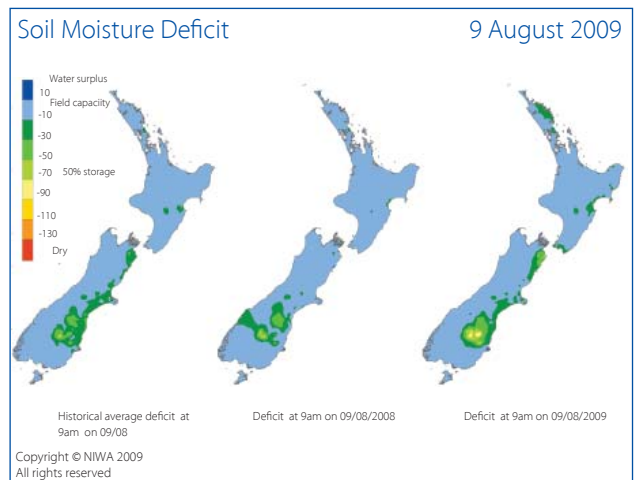 Soil Moisture Deficit 9 August 2009
Water surplus
10
Field capacity
-10
-30
-50
-70 50% storage
-90
-110
-130
Dry
Historical average deficit at
9am on 09/08
Deficit at 9am on 09/08/2008
Deficit at 9am on 09/08/2009
Copyright © NIWA 2009
All rights reserved